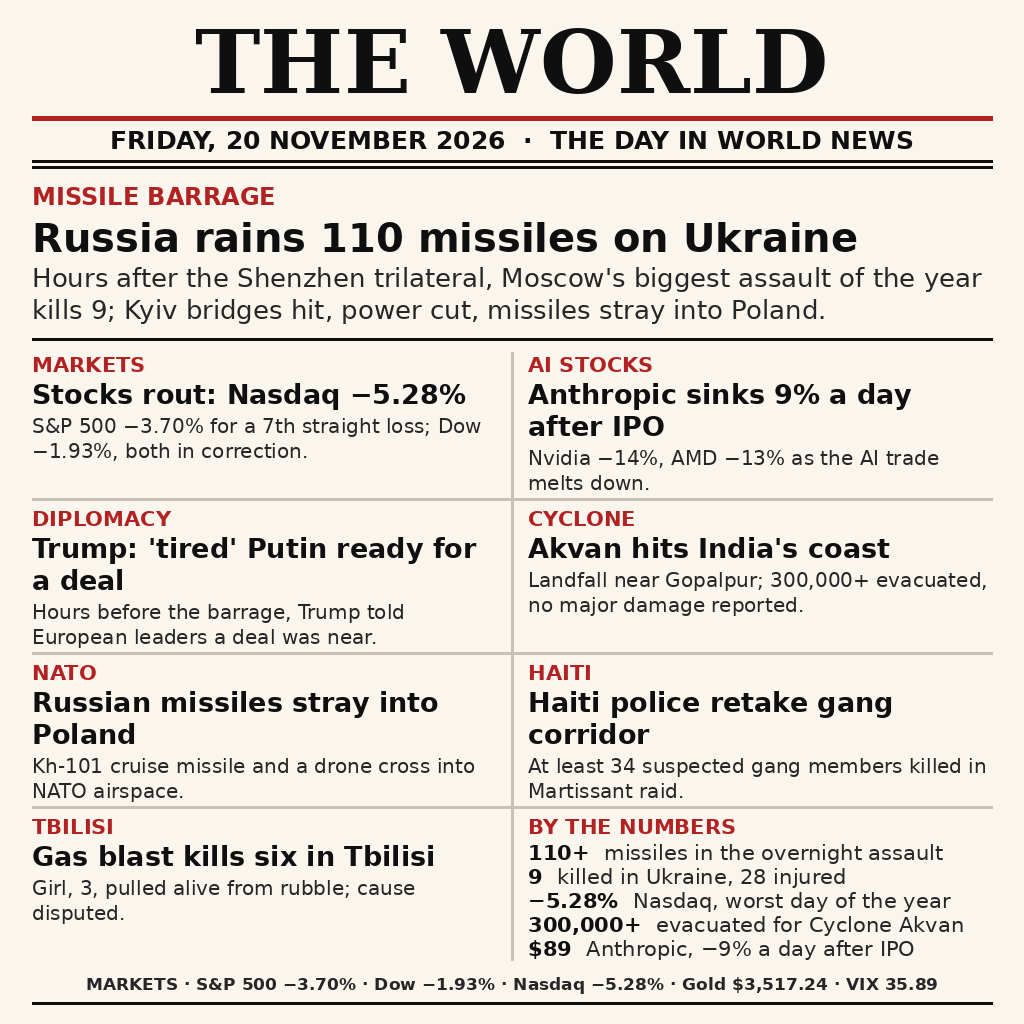 THE WORLD
FRIDAY, 20 NOVEMBER 2026 · THE DAY IN WORLD NEWS
MISSILE BARRAGE
Russia rains 110 missiles on Ukraine
Hours after the Shenzhen trilateral, Moscow's biggest assault of the year
kills 9; Kyiv bridges hit, power cut, missiles stray into Poland.
MARKETS
Stocks rout: Nasdaq −5.28%
S&P 500 −3.70% for a 7th straight loss; Dow
−1.93%, both in correction.
AI STOCKS
Anthropic sinks 9% a day
after IPO
Nvidia −14%, AMD −13% as the AI trade
melts down.
DIPLOMACY
Trump: 'tired' Putin ready for
a deal
Hours before the barrage, Trump told
European leaders a deal was near.
CYCLONE
Akvan hits India's coast
Landfall near Gopalpur; 300,000+ evacuated,
no major damage reported.
NATO
Russian missiles stray into
Poland
Kh-101 cruise missile and a drone cross into
NATO airspace.
HAITI
Haiti police retake gang
corridor
At least 34 suspected gang members killed in
Martissant raid.
TBILISI
Gas blast kills six in Tbilisi
Girl, 3, pulled alive from rubble; cause
disputed.
BY THE NUMBERS
110+ missiles in the overnight assault
9 killed in Ukraine, 28 injured
−5.28% Nasdaq, worst day of the year
300,000+ evacuated for Cyclone Akvan
$89 Anthropic, −9% a day after IPO
MARKETS · S&P 500 −3.70% · Dow −1.93% · Nasdaq −5.28% · Gold $3,517.24 · VIX 35.89